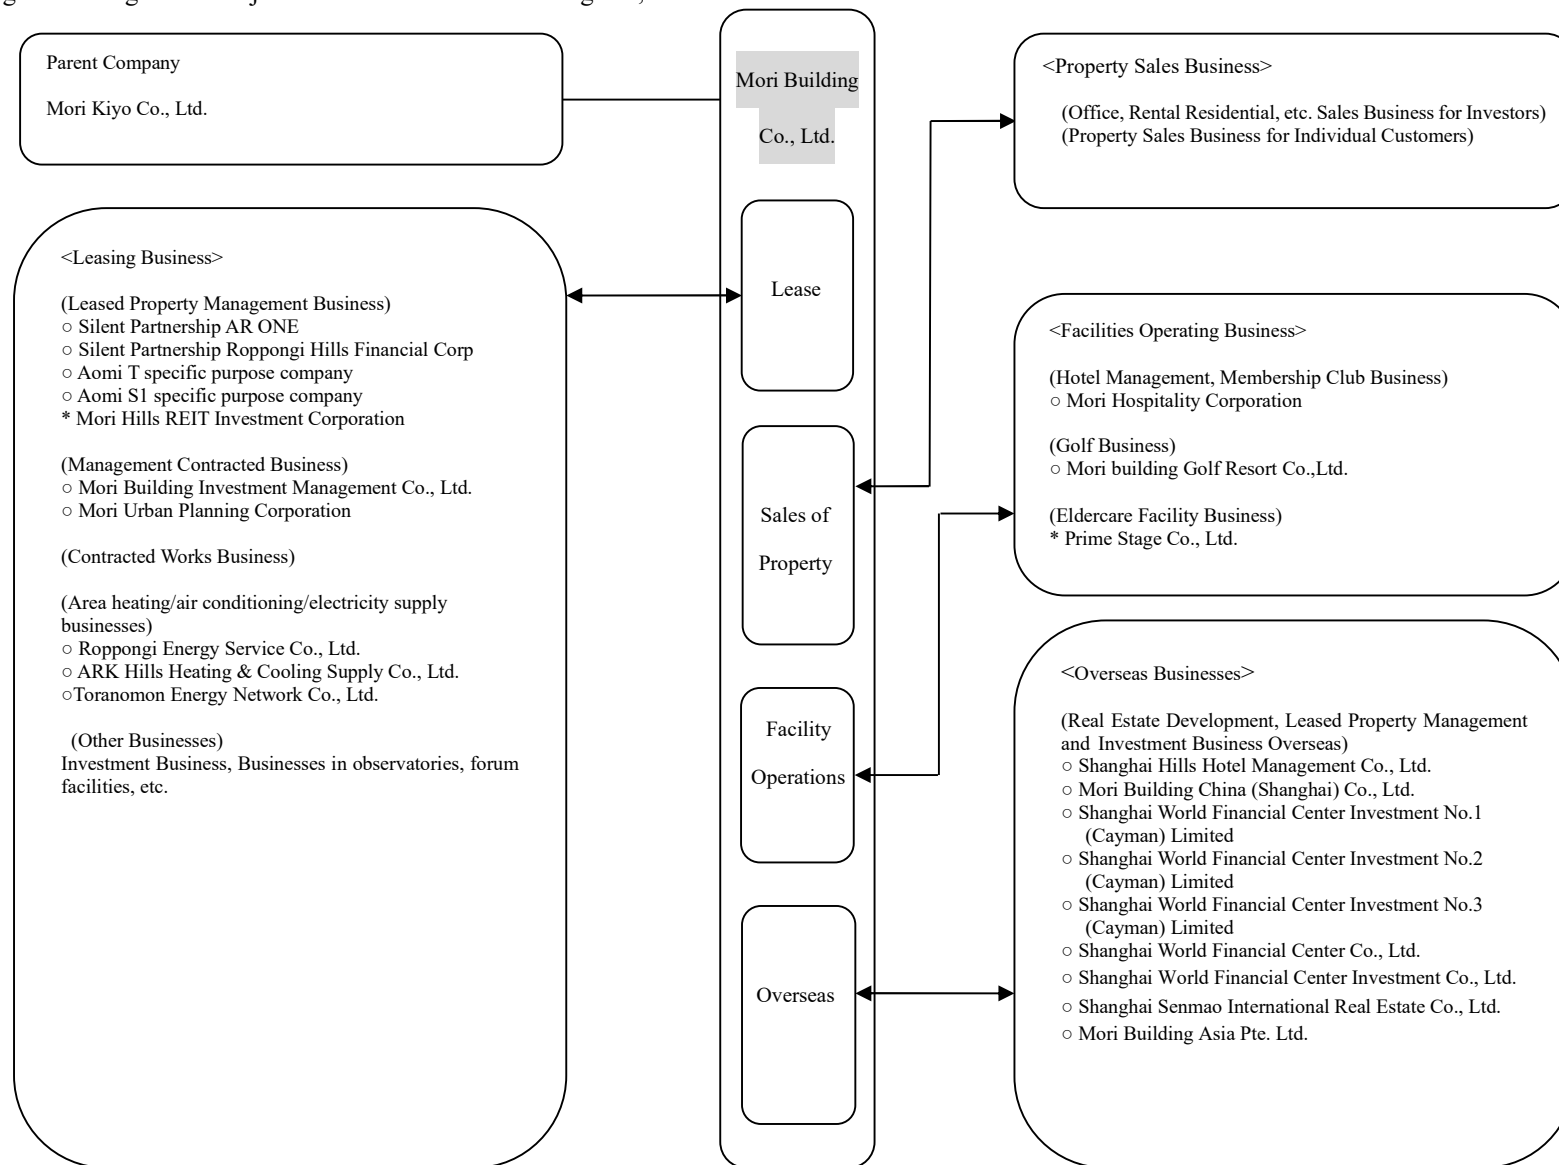 Parent Company
Mori Kiyo Co., Ltd.
<Leasing Business>
(Leased Property Management Business)
○ Silent Partnership AR ONE
○ Silent Partnership Roppongi Hills Financial Corp
○ Aomi T specific purpose company
○ Aomi S1 specific purpose company
* Mori Hills REIT Investment Corporation
(Management Contracted Business)
○ Mori Building Investment Management Co., Ltd.
○ Mori Urban Planning Corporation
(Contracted Works Business)
(Area heating/air conditioning/electricity supply
businesses)
○ Roppongi Energy Service Co., Ltd.
○ ARK Hills Heating & Cooling Supply Co., Ltd.
○Toranomon Energy Network Co., Ltd.
(Other Businesses)
Investment Business, Businesses in observatories, forum
facilities, etc.
Mori Building
Co., Ltd.
Lease
Sales of
Property
Facility
Operations
Overseas
<Property Sales Business>
(Office, Rental Residential, etc. Sales Business for Investors)
(Property Sales Business for Individual Customers)
<Facilities Operating Business>
(Hotel Management, Membership Club Business)
○ Mori Hospitality Corporation
(Golf Business)
○ Mori building Golf Resort Co.,Ltd.
(Eldercare Facility Business)
* Prime Stage Co., Ltd.
<Overseas Businesses>
(Real Estate Development, Leased Property Management
and Investment Business Overseas)
○ Shanghai Hills Hotel Management Co., Ltd.
○ Mori Building China (Shanghai) Co., Ltd.
○ Shanghai World Financial Center Investment No.1
(Cayman) Limited
○ Shanghai World Financial Center Investment No.2
(Cayman) Limited
○ Shanghai World Financial Center Investment No.3
(Cayman) Limited
○ Shanghai World Financial Center Co., Ltd.
○ Shanghai World Financial Center Investment Co., Ltd.
○ Shanghai Senmao International Real Estate Co., Ltd.
○ Mori Building Asia Pte. Ltd.